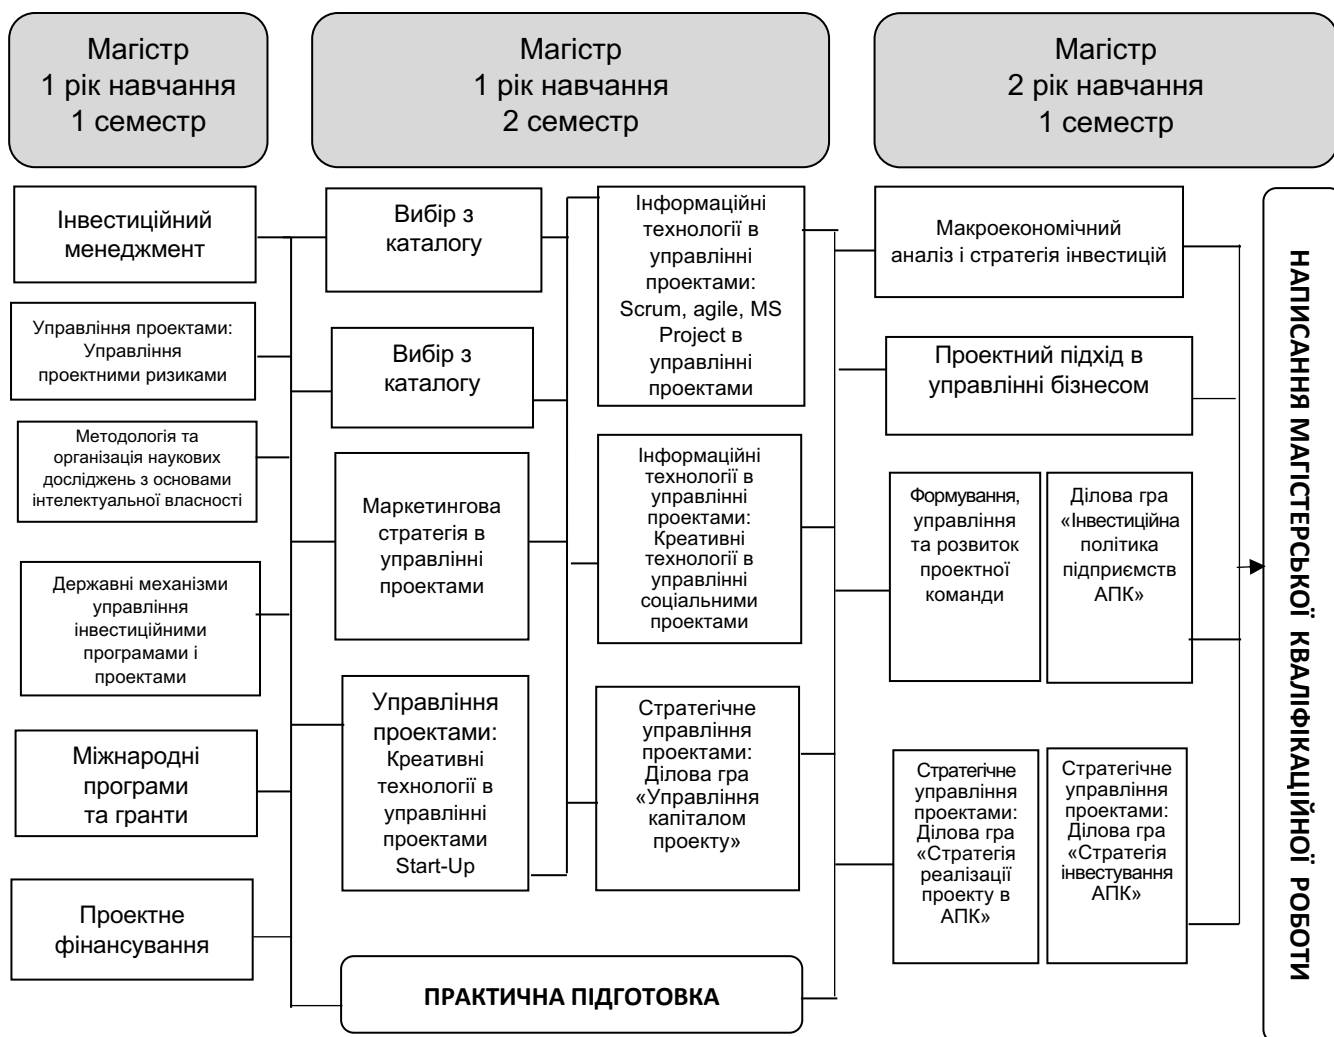 Магістр
1 рік навчання
1 семестр
Магістр
1 рік навчання
2 семестр
Магістр
2 рік навчання
1 семестр
Інвестиційний
менеджмент
Управління проектами:
Управління
проектними ризиками
Методологія та
організація наукових
досліджень з основами
інтелектуальної власності
Державні механізми
управління
інвестиційними
програмами і
проектами
Міжнародні
програми
та гранти
Проектне
фінансування
Вибір з
каталогу
Вибір з
каталогу
Маркетингова
стратегія в
управлінні
проектами
Управління
проектами:
Креативні
технології в
управлінні
проектами
Start-Up
ПРАКТИЧНА ПІДГОТОВКА
Інформаційні
технології в
управлінні
проектами:
Scrum, agile, MS
Project в
управлінні
проектами
Інформаційні
технології в
управлінні
проектами:
Креативні
технології в
управлінні
соціальними
проектами
Стратегічне
управління
проектами:
Ділова гра
«Управління
капіталом
проекту»
Макроекономічний
аналіз і стратегія інвестицій
Проектний підхід в
управлінні бізнесом
Формування,
управління
та розвиток
проектної
команди
Ділова гра
«Інвестиційна
політика
підприємств
АПК»
Стратегічне
управління
проектами:
Ділова гра
«Стратегія
реалізації
проекту в
АПК»
Стратегічне
управління
проектами:
Ділова гра
«Стратегія
інвестування
АПК»
НАПИСАННЯ МАГІСТЕРСЬКОЇ КВАЛІФІКАЦІЙНОЇ РОБОТИ